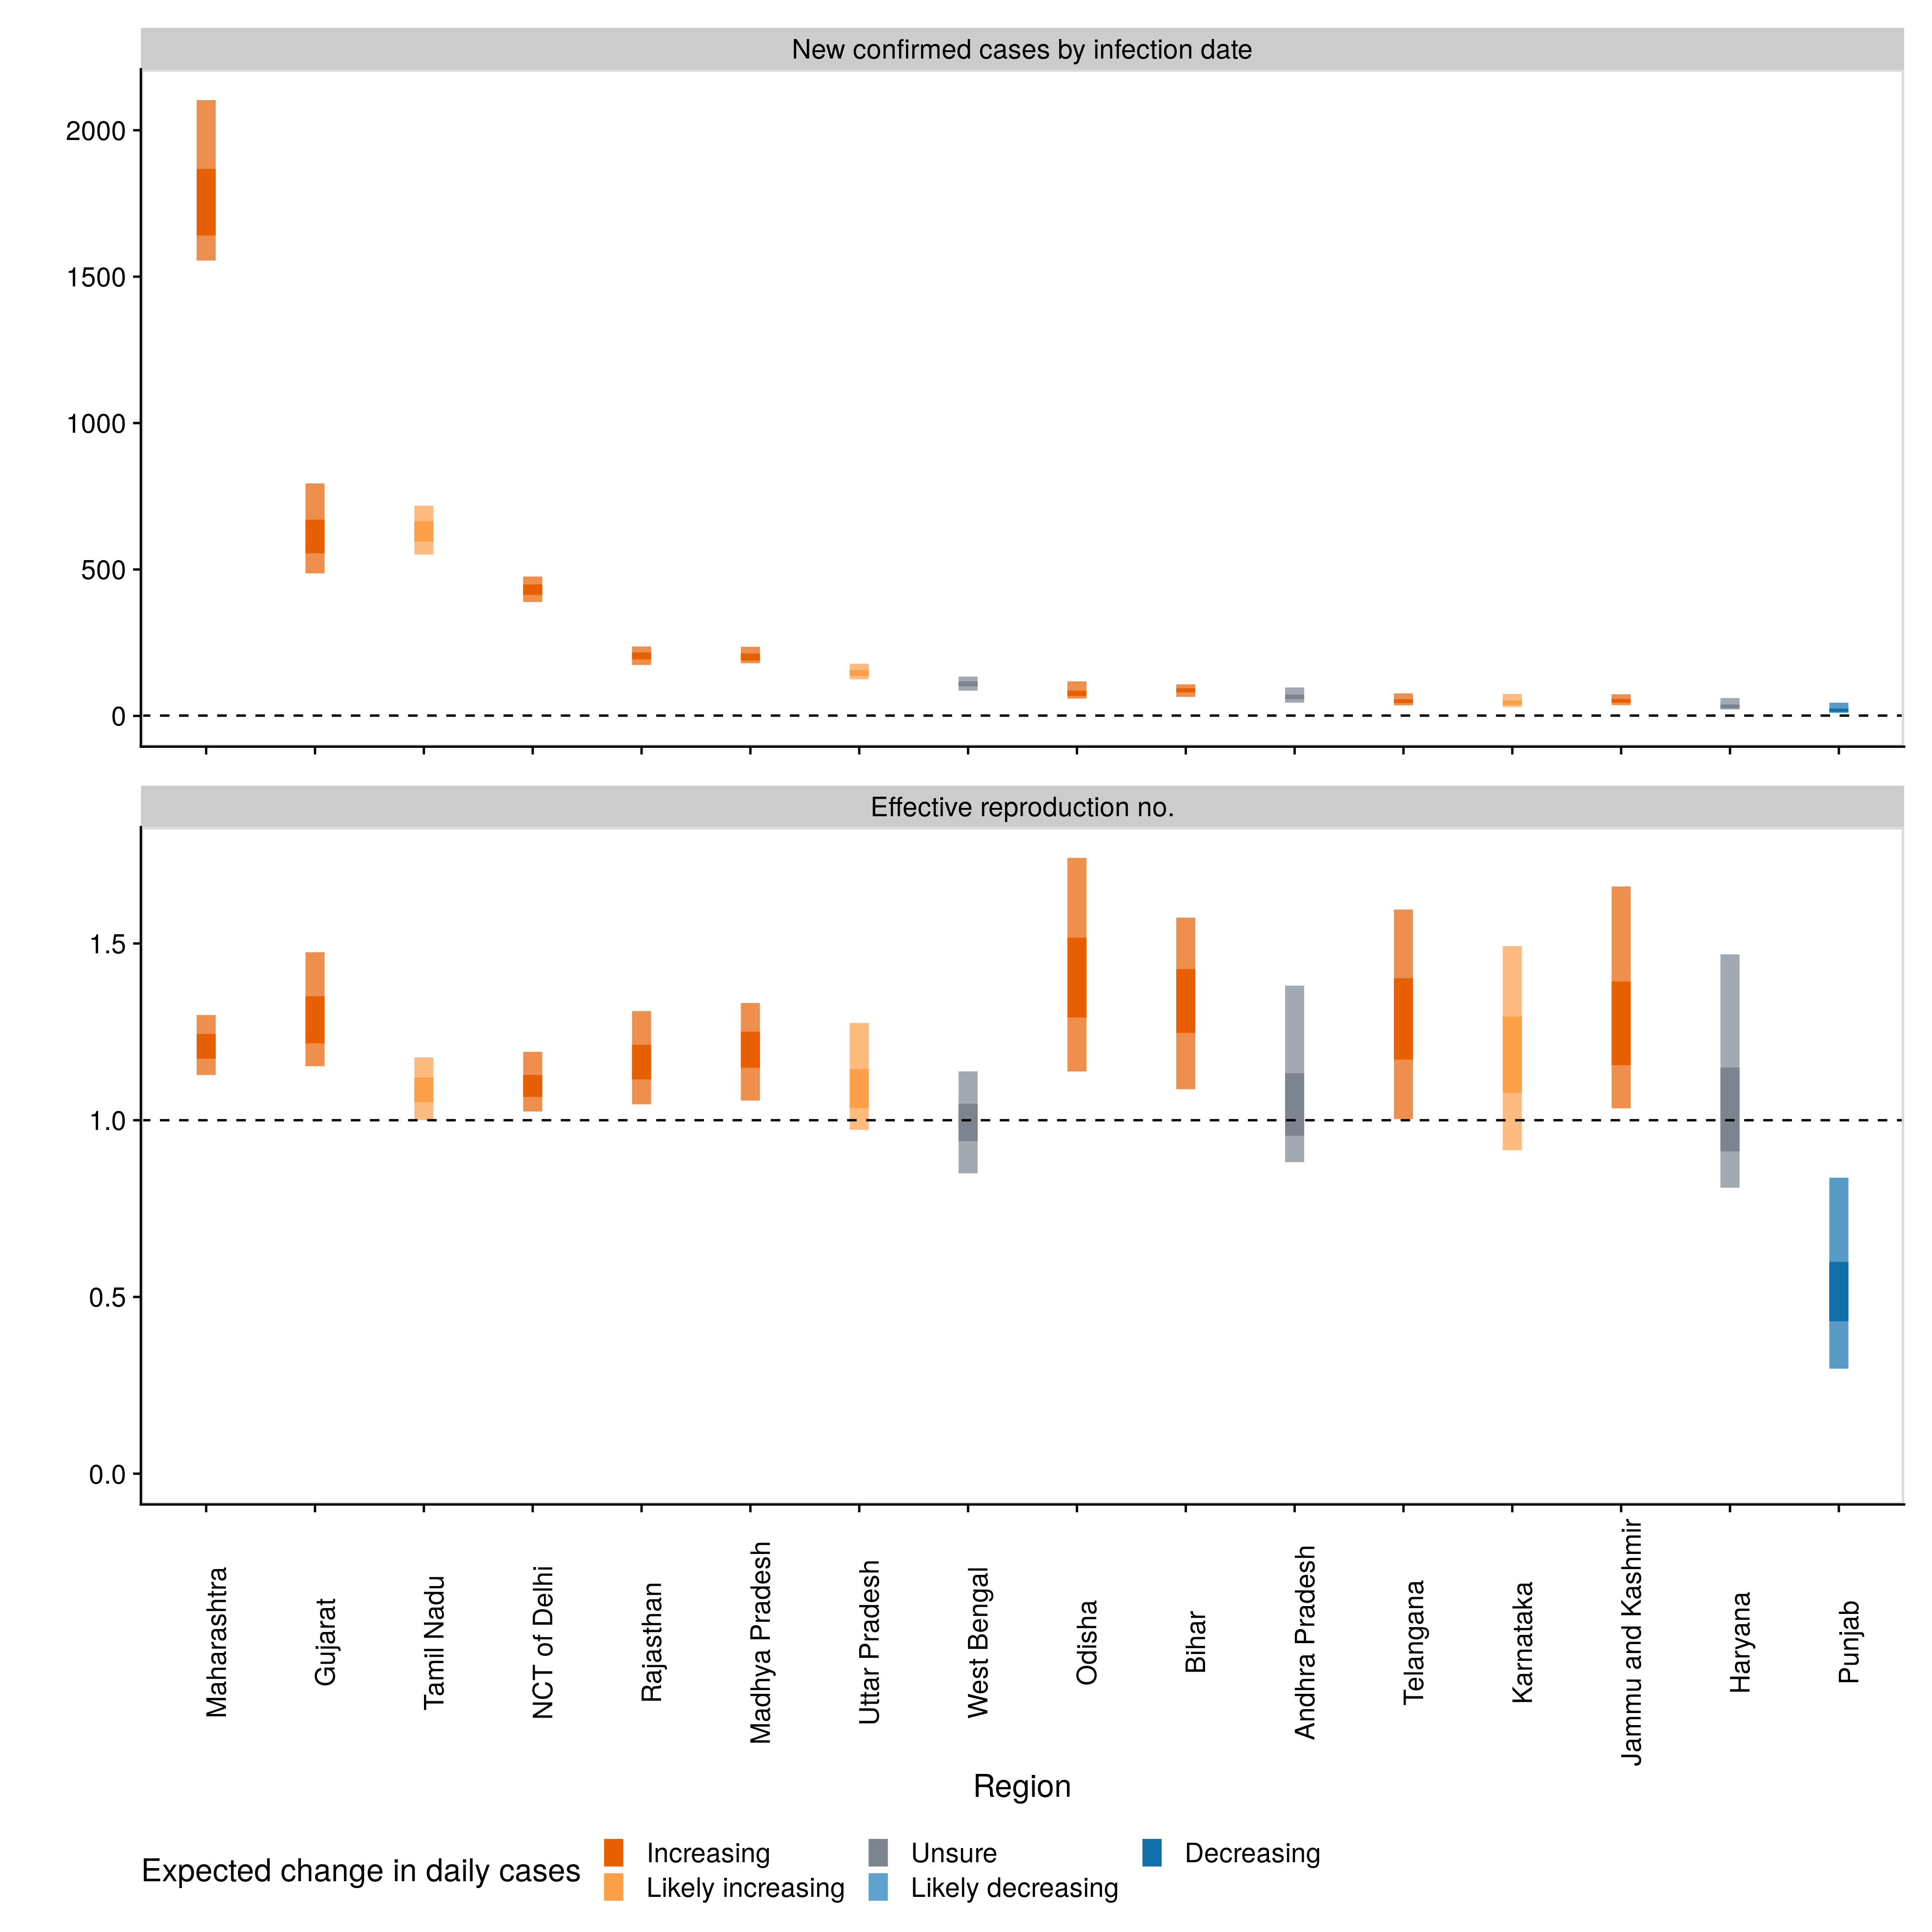 New confirmed cases by infection date
2000
1500
1000
500
0
Effective reproduction no.
1.5
1.0
0.5
0.0
Maharashtra
Gujarat
Tamil Nadu
NCT of Delhi
Rajasthan
Madhya Pradesh
Uttar Pradesh
West Bengal
Odisha
Bihar
Andhra Pradesh
Telangana
Karnataka
Jammu and Kashmir
Haryana
Punjab
Region
Expected change in daily cases
Increasing
Likely increasing
Unsure
Likely decreasing
Decreasing